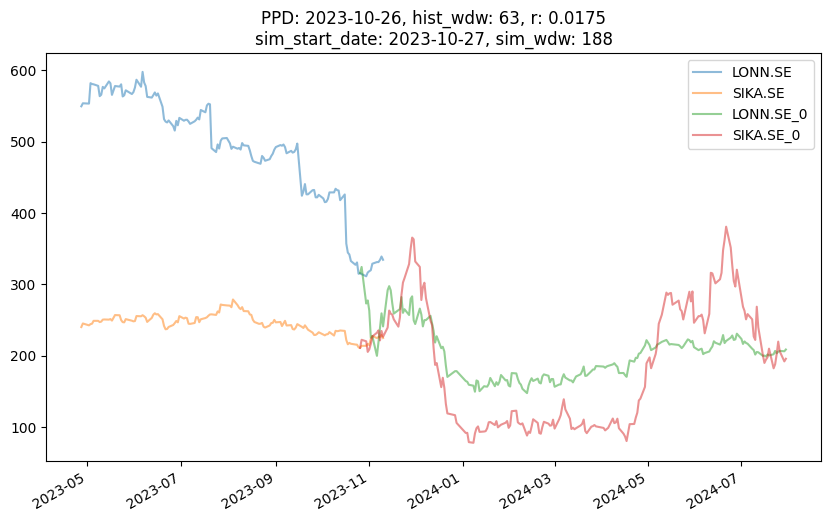 PPD: 2023-10-26, hist_wdw: 63, r: 0.0175
sim_start_date: 2023-10-27, sim_wdw: 188
LONN.SE
SIKA.SE
LONN.SE_0
SIKA.SE_0
600
500
400
300
200
100
2023-05
2023-07
2023-09
2023-11
2024-01
2024-03
2024-05
2024-07